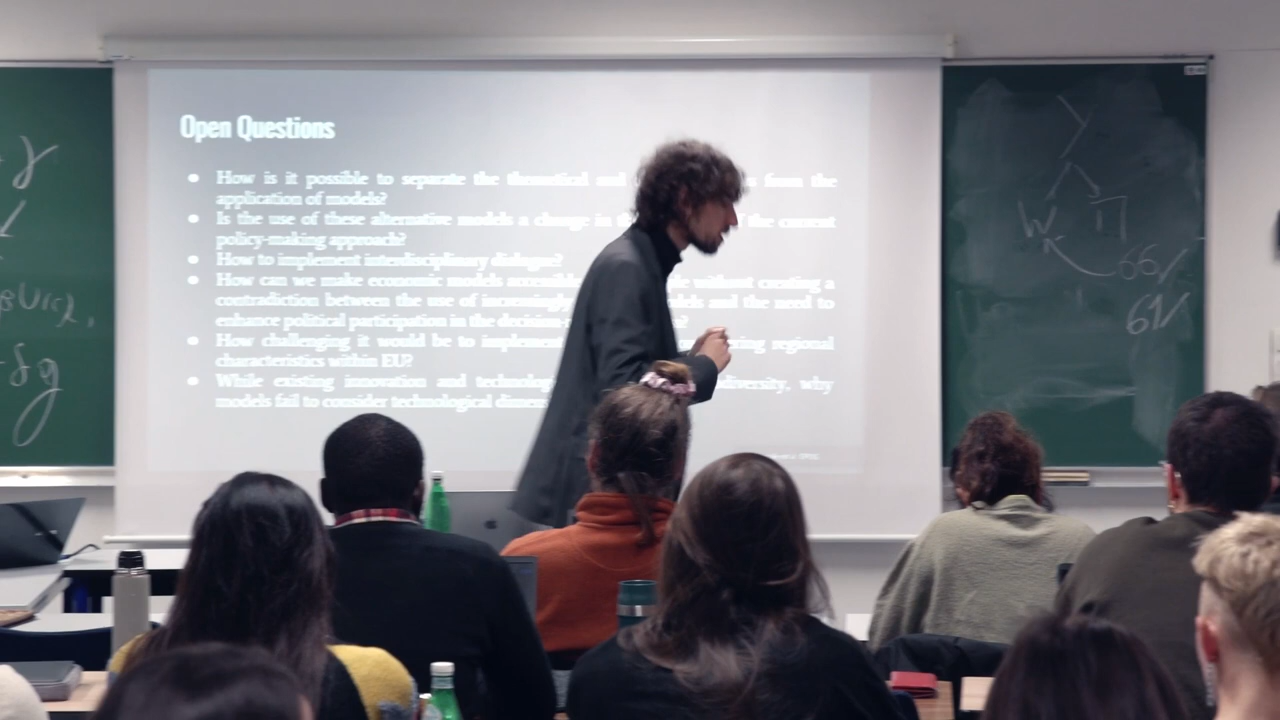 Open Questions
How is it possible to separate the theoretical and from the
application of models?
Is the use of these alternative models a change in the of the current
policy-making approach?
How to implement interdisciplinary dialogue?
How can we make economic models accessible without creating a
contradiction between the use of increasingly models and the need to
enhance political participation in the decision
How challenging it would be to implement regional
characteristics within EU?
While existing innovation and technology diversity, why
models fail to consider technological
Y
W Π
66
61